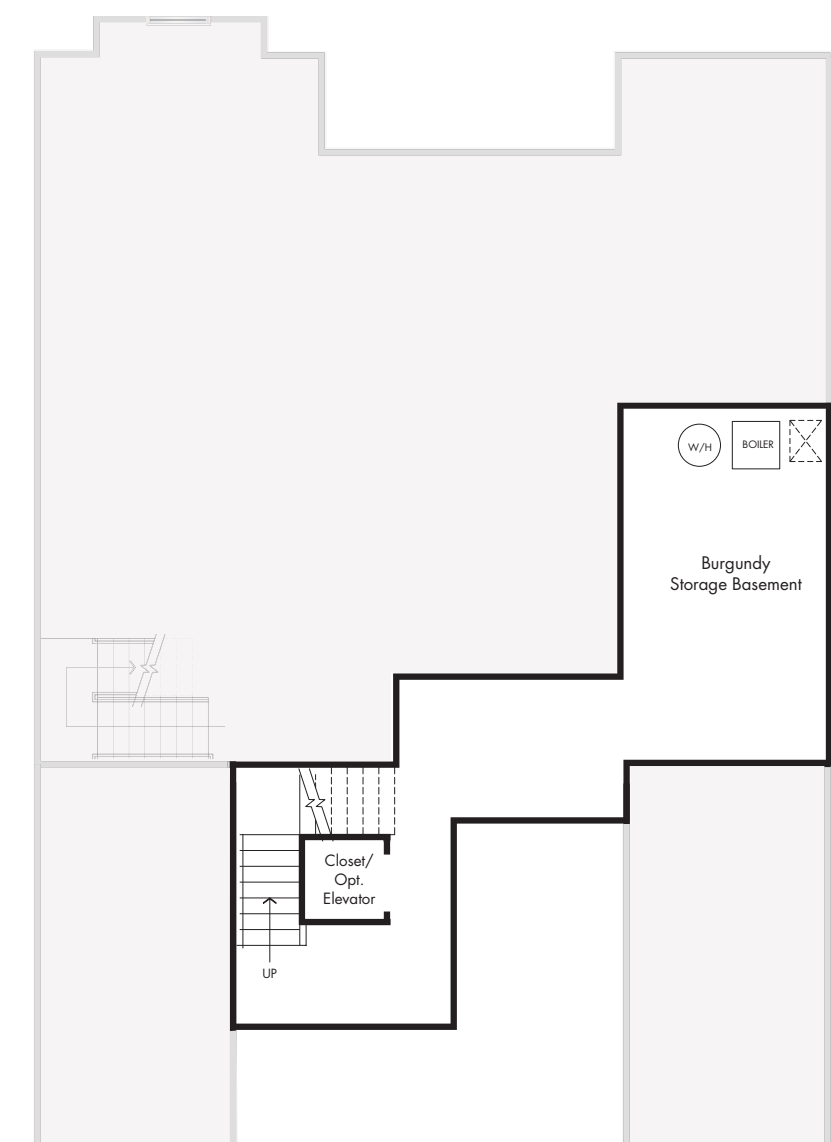 W/H
BOILER
Burgundy
Storage Basement
Closet/
Opt.
Elevator
UP